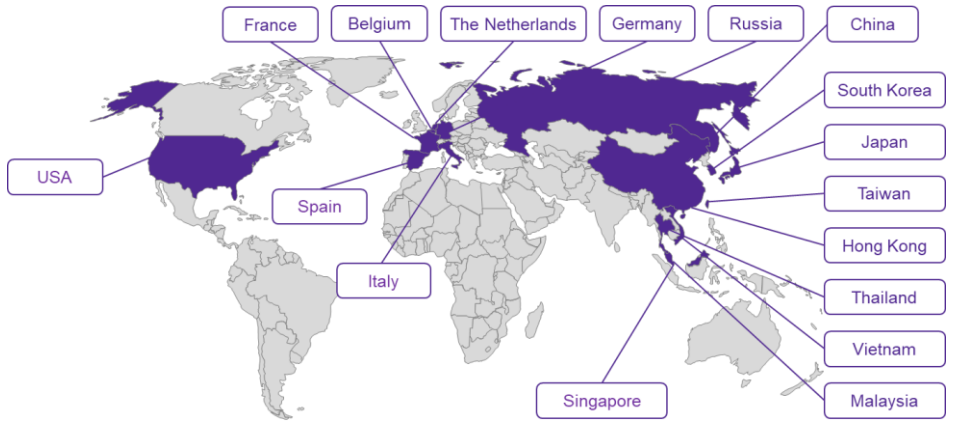 France
Belgium
The Netherlands
Germany
Russia
China
South Korea
Japan
USA
Taiwan
Spain
Hong Kong
Italy
Thailand
Vietnam
Singapore
Malaysia